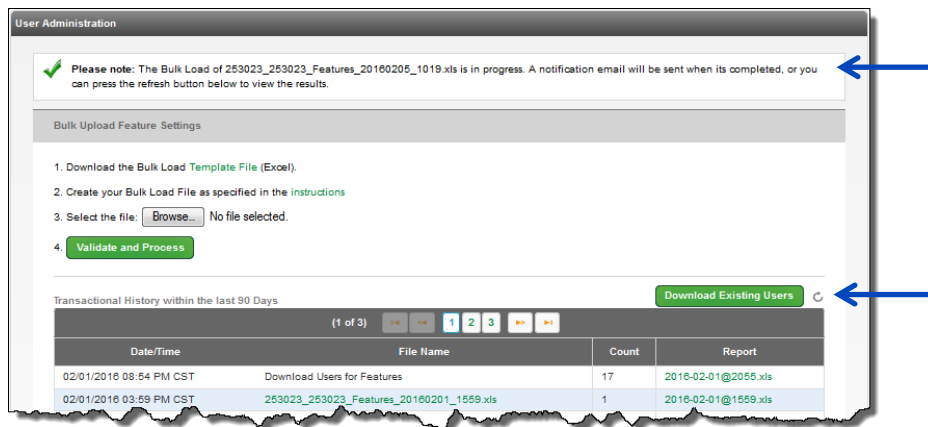 User Administration
Please note: The Bulk Load of 253023_253023_Features_20160205_1019.xls is in progress. A notification email will be sent when its completed, or you
can press the refresh button below to view the results.
Bulk Upload Feature Settings
1. Download the Bulk Load Template File (Excel).
2. Create your Bulk Load File as specified in the instructions
3. Select the file: Browse... No file selected.
4. Validate and Process
Transactional History within the last 90 Days Download Existing Users
(1 of 3) 1 2 3
Date/Time File Name Count Report
02/01/2016 08:54 PM CST Download Users for Features 17 2016-02-01@2055.xls
02/01/2016 03:59 PM CST 253023_253023_Features_20160201_1559.xls 1 2016-02-01@1559.xls